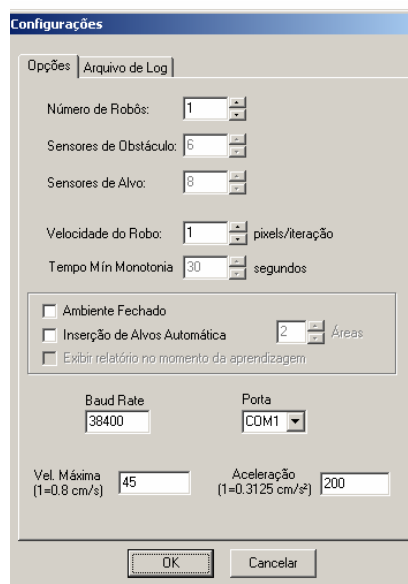 Configurações
Opções Arquivo de Log
Número de Robôs: 1
Sensores de Obstáculo: 6
Sensores de Alvo: 8
Velocidade do Robo: 1 pixels/iteração
Tempo Mín Monotonia 30 segundos
Ambiente Fechado
Inserção de Alvos Automática 2 Áreas
Exibir relatório no momento da aprendizagem
Baud Rate Porta
38400 COM1
Vel. Máxima
(1=0.8 cm/s) 45
Aceleração
(1=0.3125 cm/s²) 200
OK Cancelar